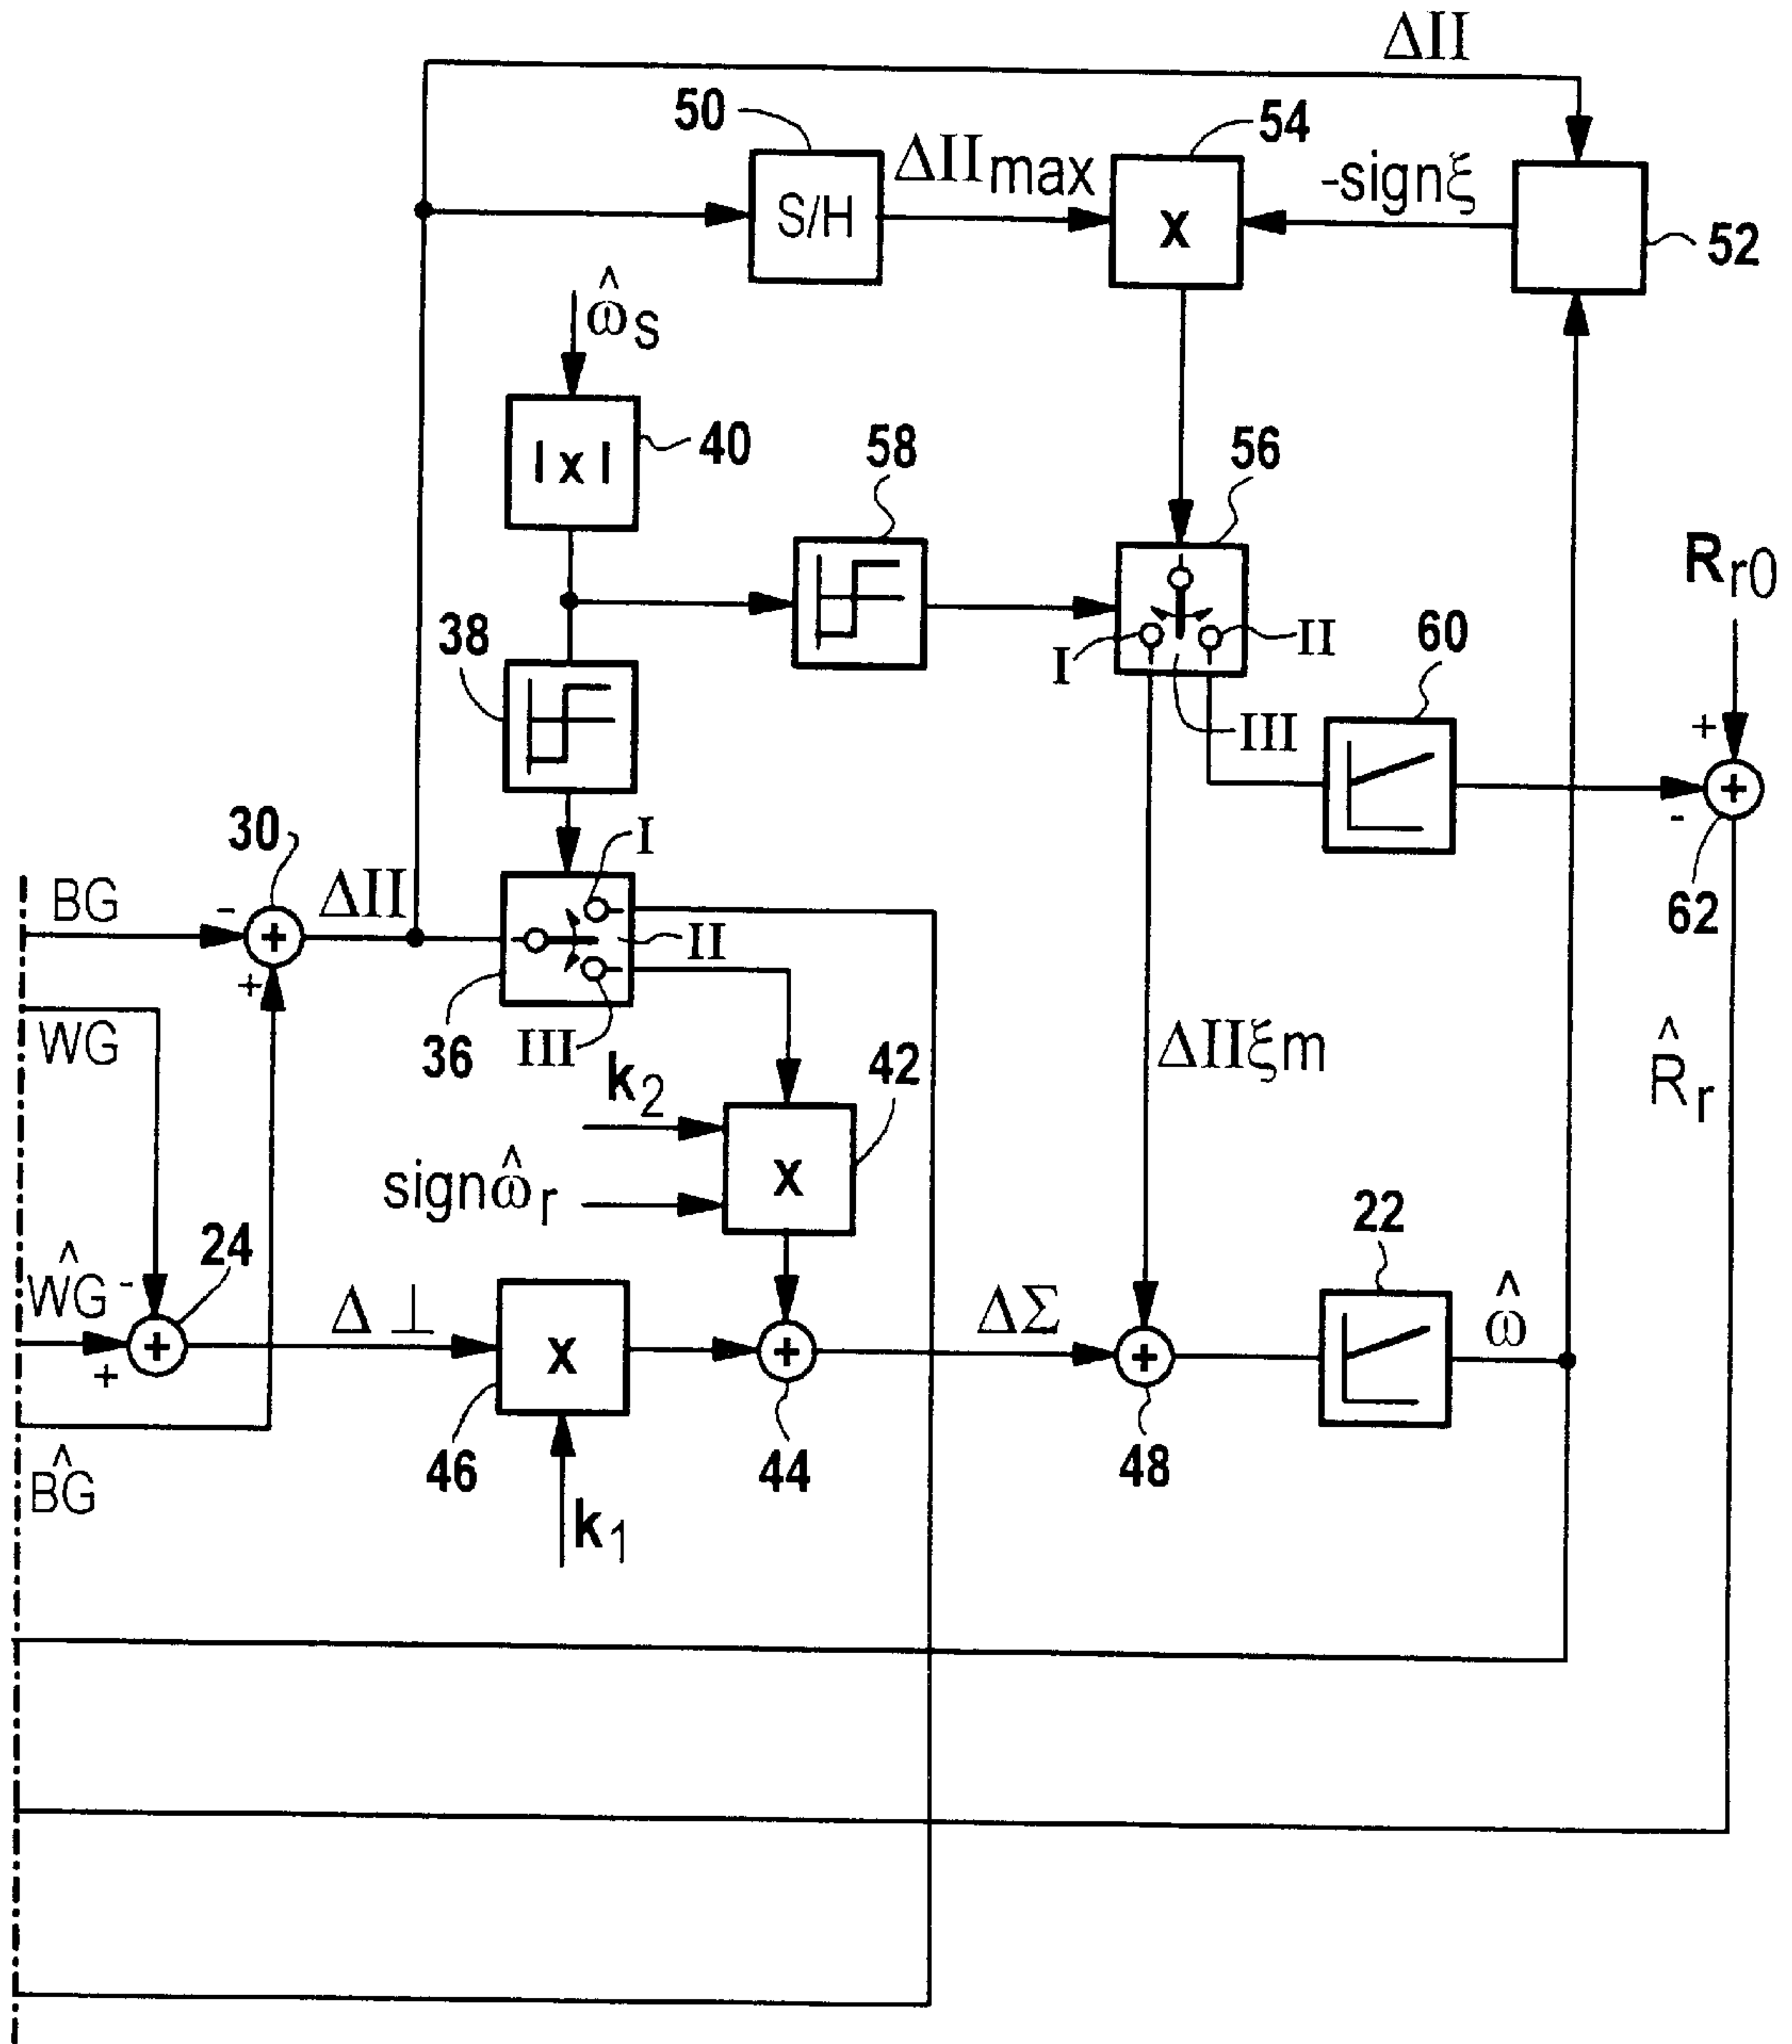 ΔII
50
54
S/H
ΔIImax
x
-signξ
52
ω̂s
|x|
40
58
56
Rr0
38
I
II
III
60
+
-
+
62
30
BG
-
+
+
ΔII
I
II
III
36
WG
k2
42
x
signω̂r
ΔIIξm
R̂r
ŴG
-
+
+
24
Δ⊥
x
46
k1
+
44
ΔΣ
+
48
22
ω̂
B̂G